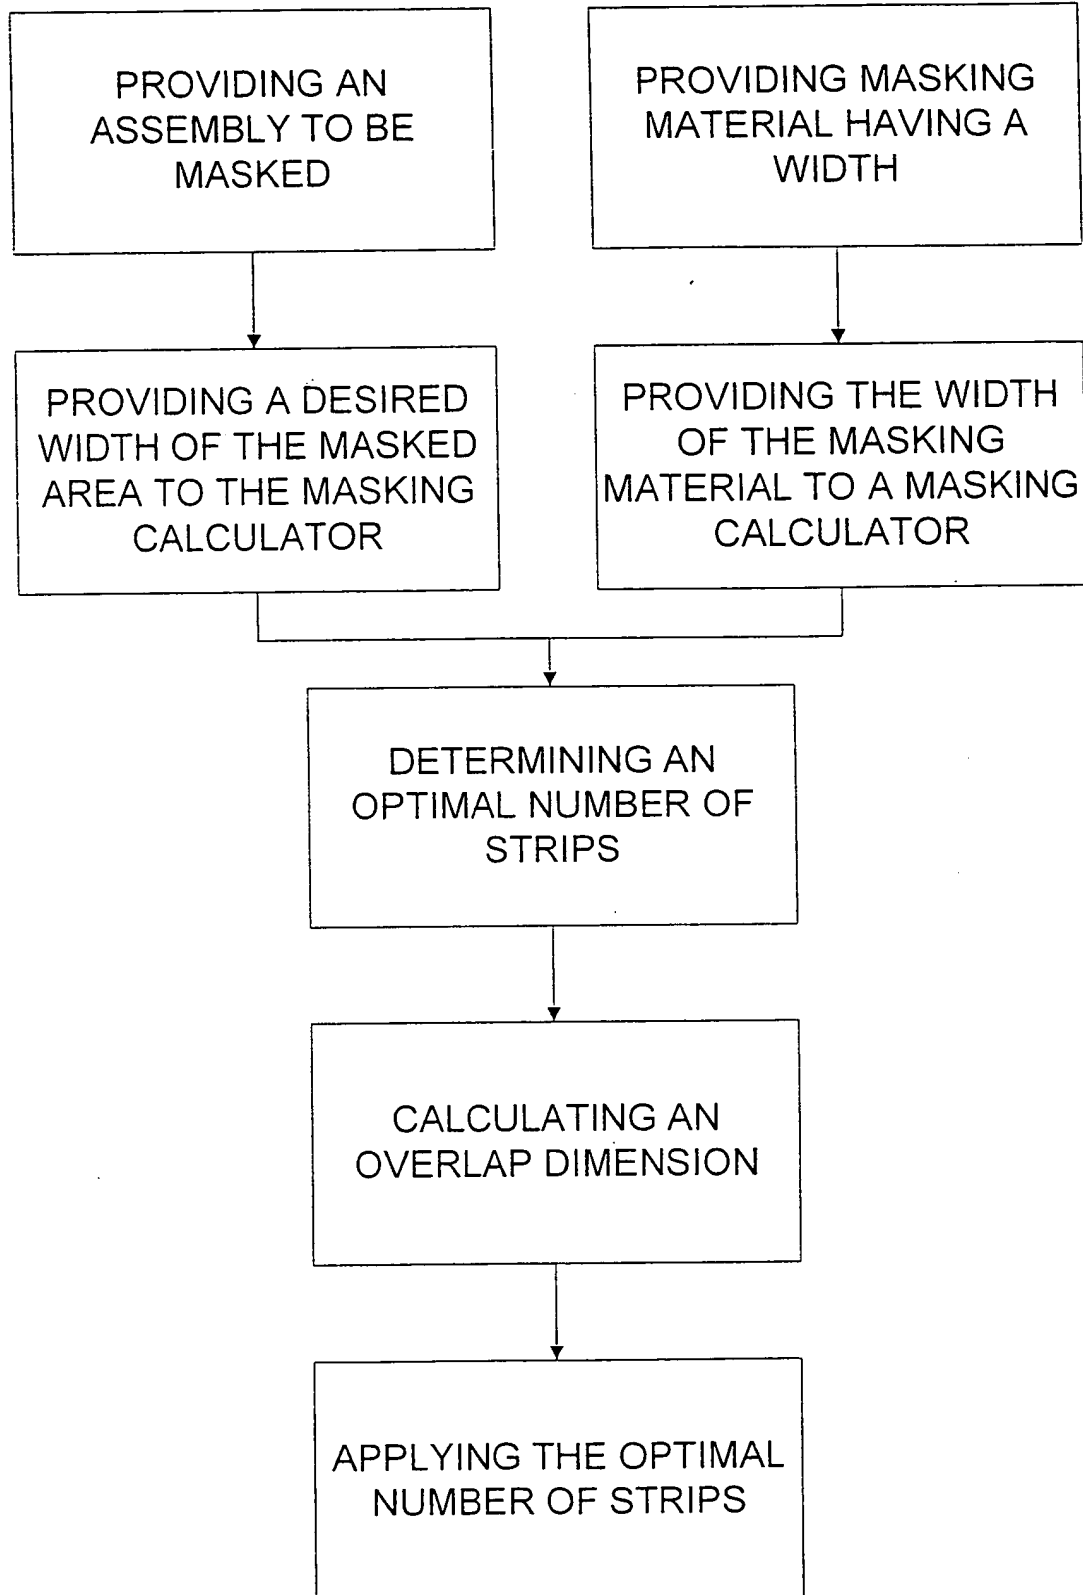 PROVIDING AN
ASSEMBLY TO BE
MASKED
PROVIDING MASKING
MATERIAL HAVING A
WIDTH
PROVIDING A DESIRED
WIDTH OF THE MASKED
AREA TO THE MASKING
CALCULATOR
PROVIDING THE WIDTH
OF THE MASKING
MATERIAL TO A MASKING
CALCULATOR
DETERMINING AN
OPTIMAL NUMBER OF
STRIPS
CALCULATING AN
OVERLAP DIMENSION
APPLYING THE OPTIMAL
NUMBER OF STRIPS